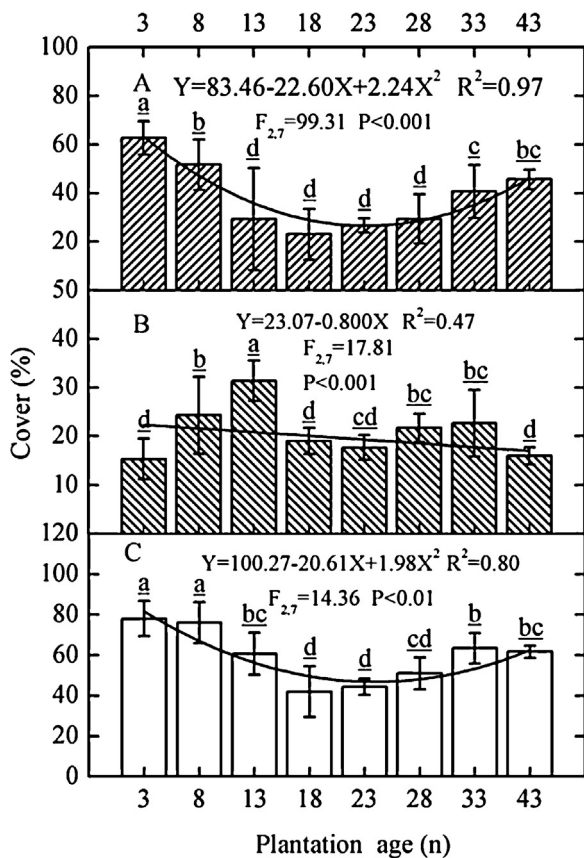 3 8 13 18 23 28 33 43
100
A Y=83.46-22.60X+2.24X² R²=0.97
F2,7=99.31 P<0.001
80
a b d d d d c bc
60
40
20
50
B Y=23.07-0.800X R²=0.47
F2,7=17.81
P<0.001
40
d b a d cd bc bc d
30
20
10
120
C Y=100.27-20.61X+1.98X² R²=0.80
F2,7=14.36 P<0.01
100
a a bc d d cd b bc
80
60
40
20
0
Cover (%)
3 8 13 18 23 28 33 43
Plantation age (n)